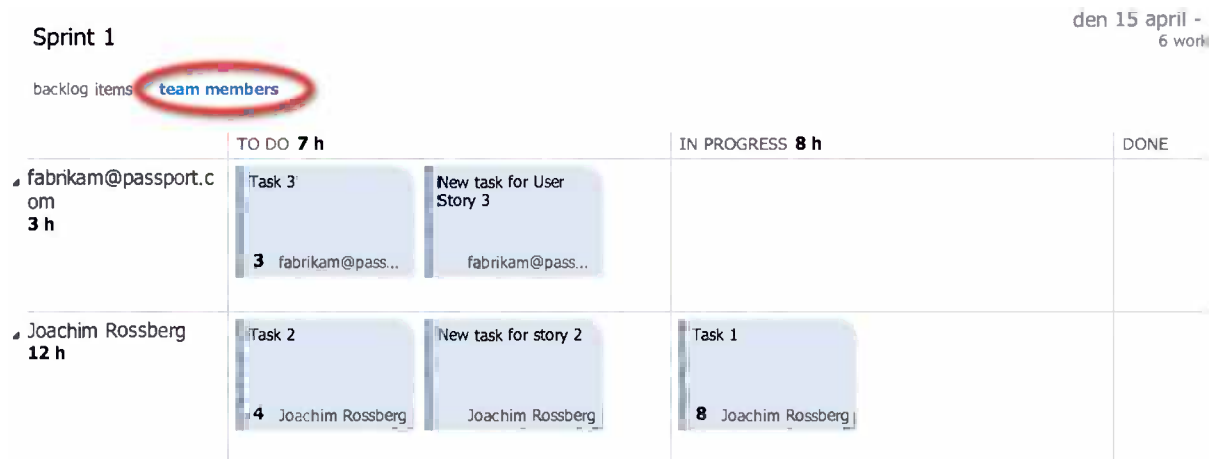 den 15 april -
Sprint 1
6 work
backlog items team members
TO DO 7 h IN PROGRESS 8 h DONE
fabrikam@passport.c
om
3 h
Task 3
3 fabrikam@pass...
New task for User
Story 3
fabrikam@pass...
Joachim Rossberg
12 h
Task 2
4 Joachim Rossberg
New task for story 2
Joachim Rossberg
Task 1
8 Joachim Rossberg